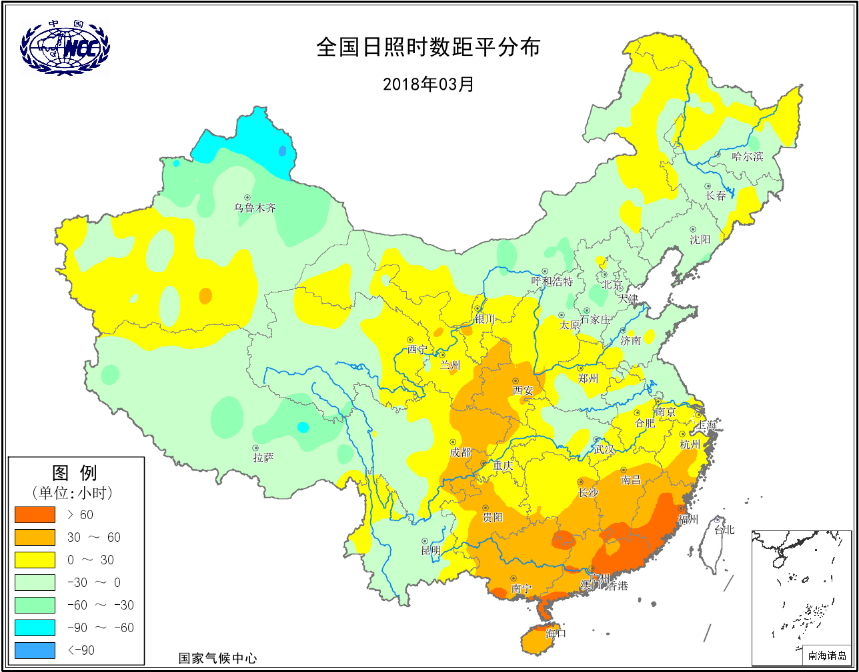 中国
NCC
全国日照时数距平分布
2018年03月
哈尔滨
长春
乌鲁木齐
沈阳
呼和浩特
北京
天津
银川
太原
石家庄
西宁
济南
兰州
郑州
西安
南京
合肥
上海
成都
杭州
拉萨
武汉
重庆
南昌
长沙
贵阳
福州
台北
昆明
广州
南宁
澳门
香港
海口
图 例
(单位:小时)
> 60
30 ~ 60
0 ~ 30
-30 ~ 0
-60 ~ -30
-90 ~ -60
<-90
国家气候中心
南海诸岛